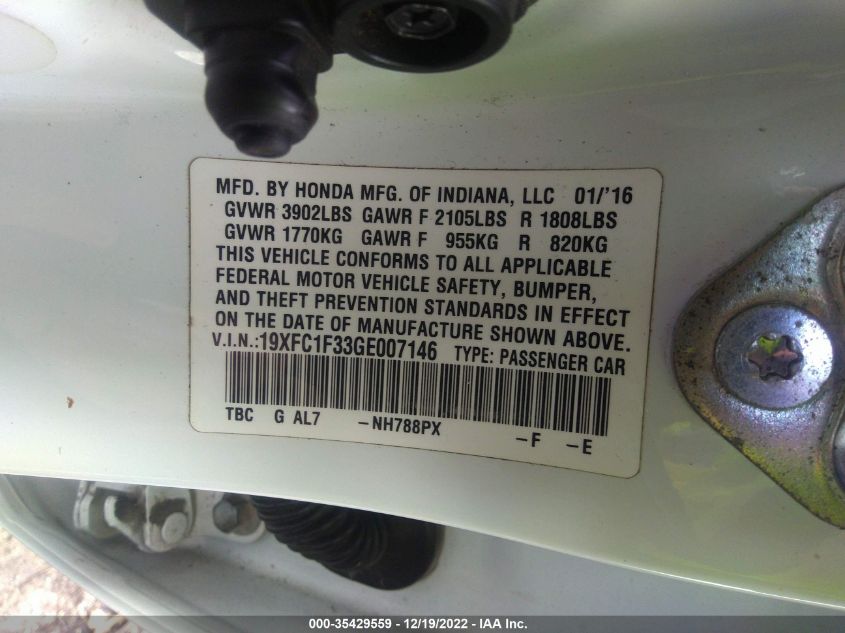 MFD. BY HONDA MFG. OF INDIANA, LLC 01/'16
GVWR 3902LBS GAWR F 2105LBS R 1808LBS
GVWR 1770KG GAWR F 955KG R 820KG
THIS VEHICLE CONFORMS TO ALL APPLICABLE
FEDERAL MOTOR VEHICLE SAFETY, BUMPER,
AND THEFT PREVENTION STANDARDS IN EFFECT
ON THE DATE OF MANUFACTURE SHOWN ABOVE.
V.I.N.:19XFC1F33GE007146 TYPE: PASSENGER CAR
TBC G AL7 -NH788PX -F -E
000-35429559 - 12/19/2022 - IAA Inc.